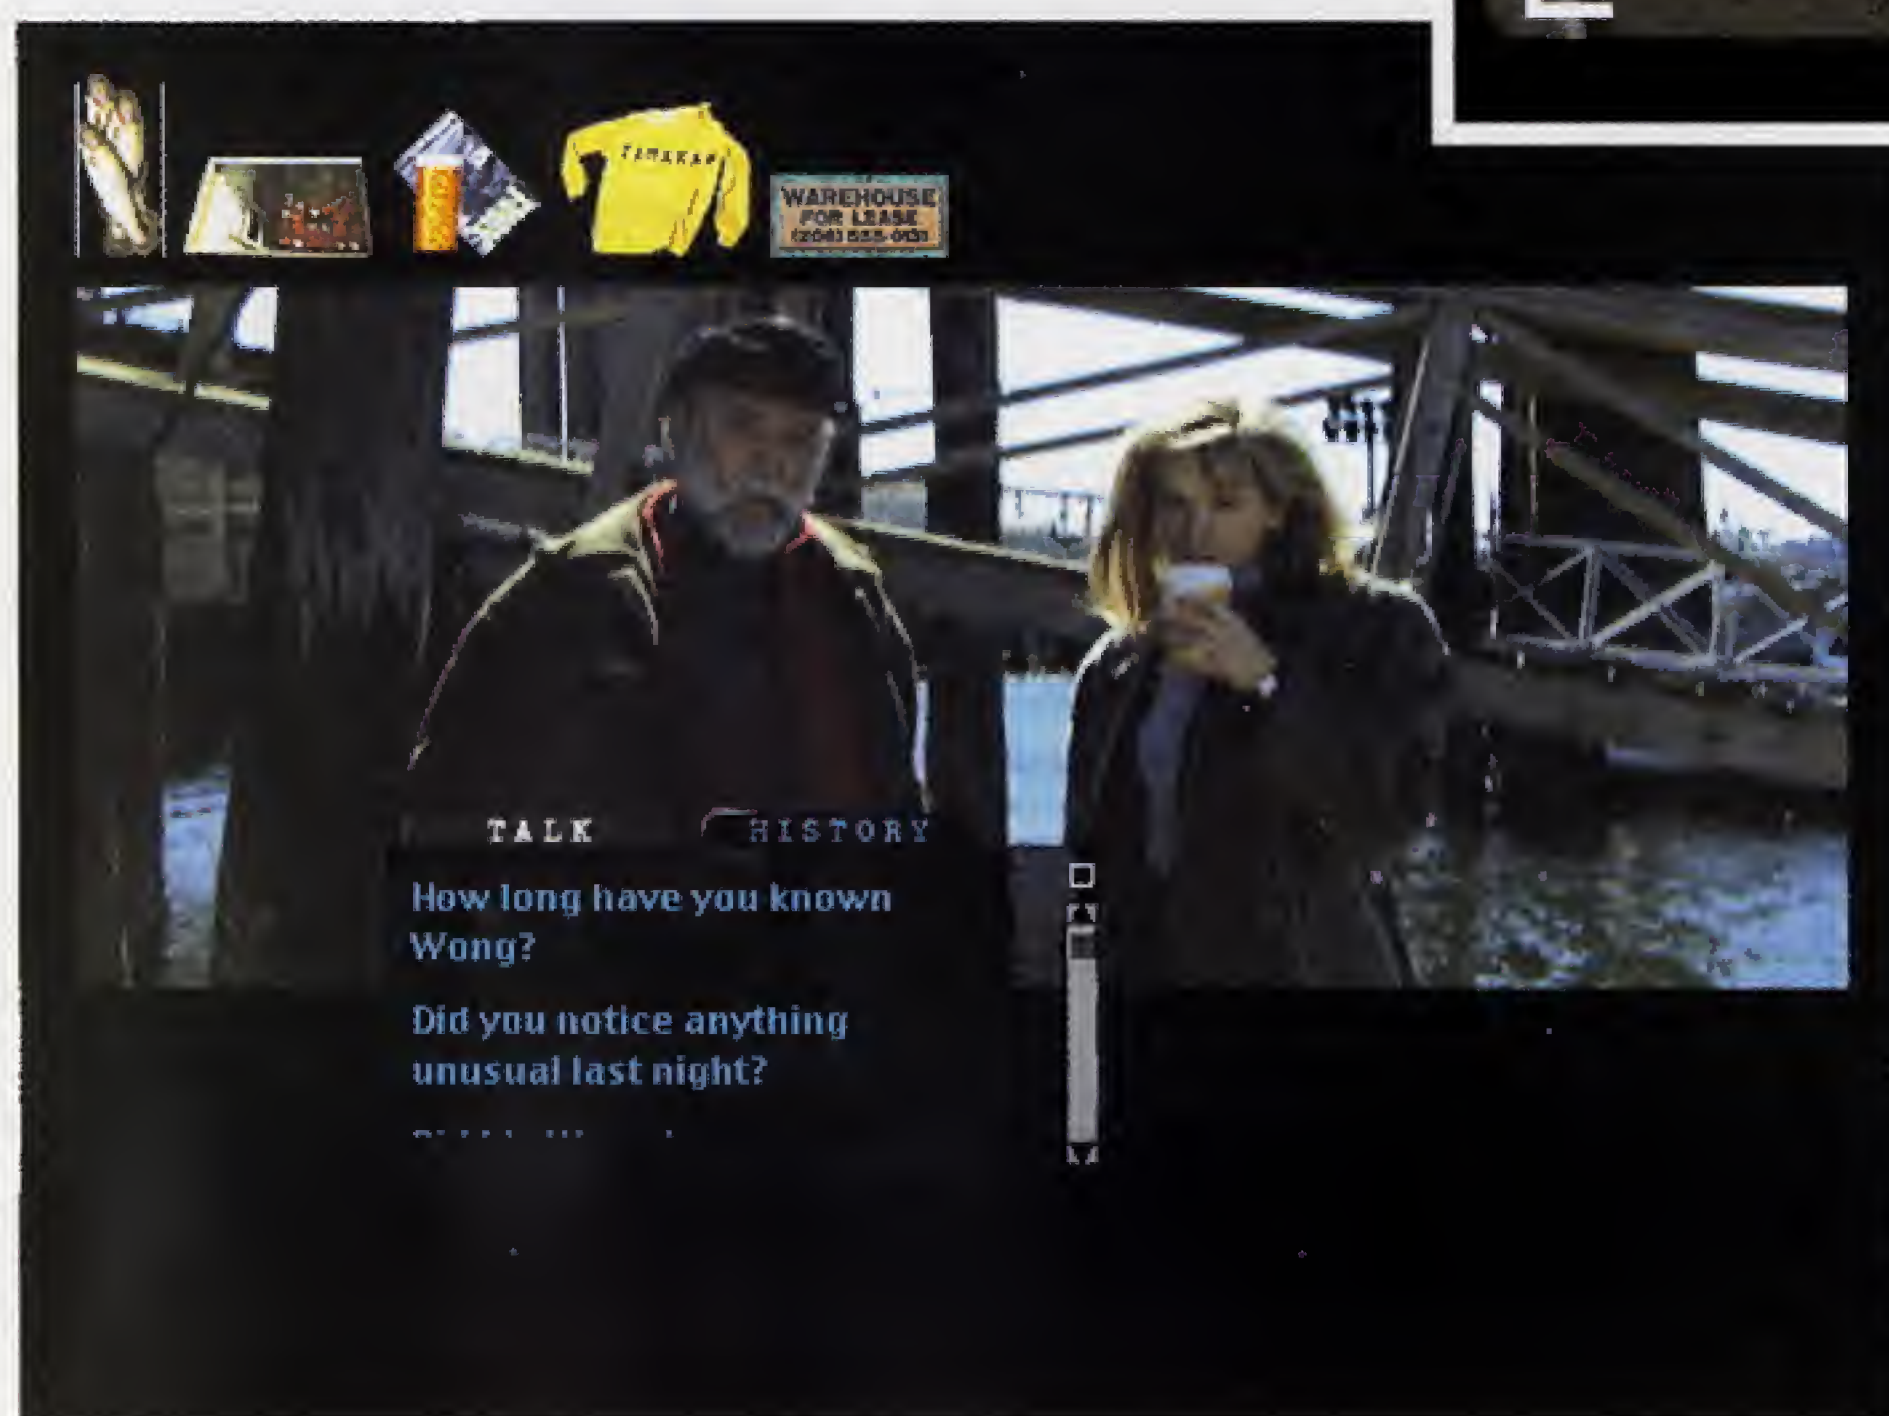 WAREHOUSE
FOR LEASE
TALK
HISTORY
How long have you known
Wong?
Did you notice anything
unusual last night?